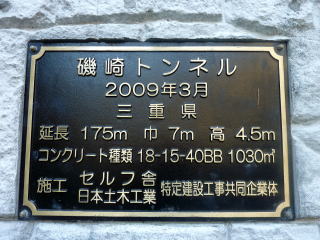 磯崎トンネル
2009年3月
三重県
延長 175m 巾 7m 高 4.5m
コンクリート種類 18-15-40BB 1030㎥
施工 セルフ舎 特定建設工事共同企業体
日本土木工業